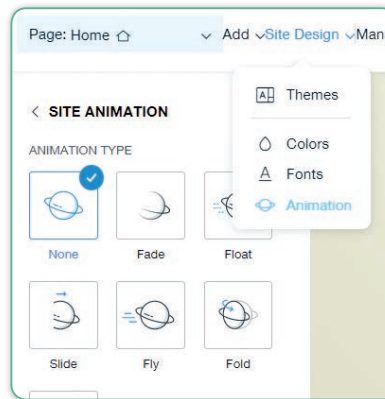 Page: Home Add Site Design Man
Themes
Colors
Fonts
Animation
SITE ANIMATION
ANIMATION TYPE
None Fade Float
Slide Fly Fold